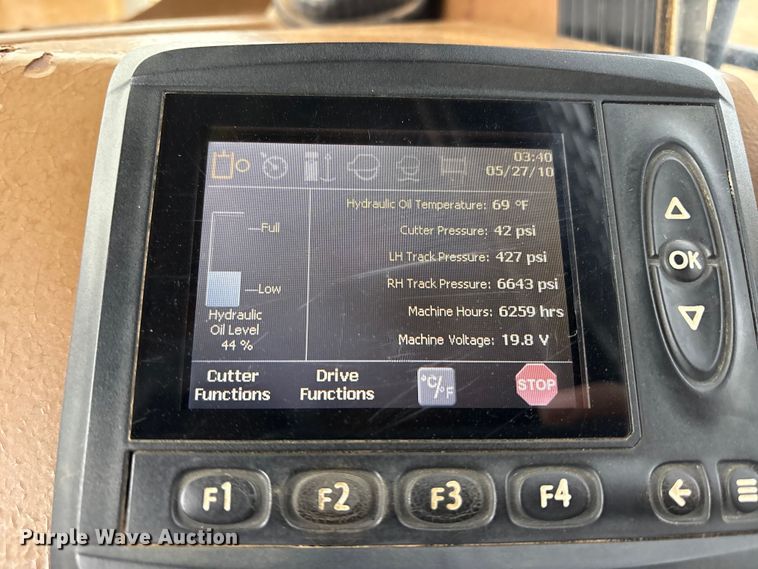 03:40
05/27/10
Hydraulic Oil Temperature: 69 °F
Full
Cutter Pressure: 42 psi
LH Track Pressure: 427 psi
RH Track Pressure: 6643 psi
Low
Machine Hours: 6259 hrs
Hydraulic
Oil Level
44 %
Machine Voltage: 19.8 V
Cutter
Functions
Drive
Functions
°C/°F
STOP
OK
F1 F2 F3 F4
Purple Wave Auction